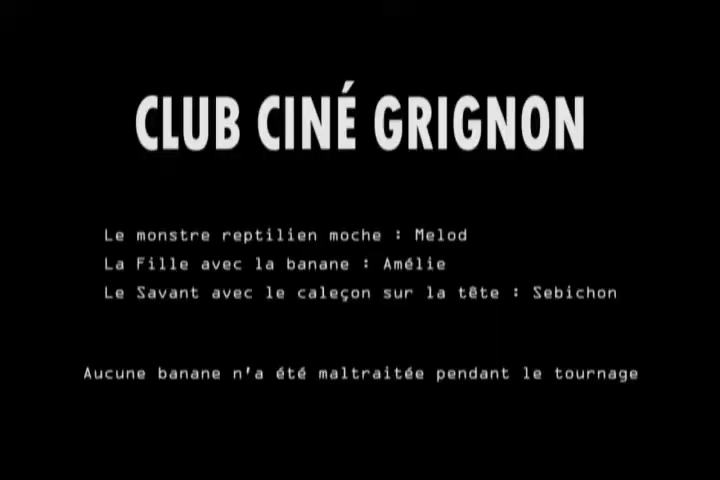 CLUB CINÉ GRIGNON
Le monstre reptilien moche : Melod
La Fille avec la banane : Amélie
Le Savant avec le caleçon sur la tête : Sebichon
Aucune banane n'a été maltraitée pendant le tournage